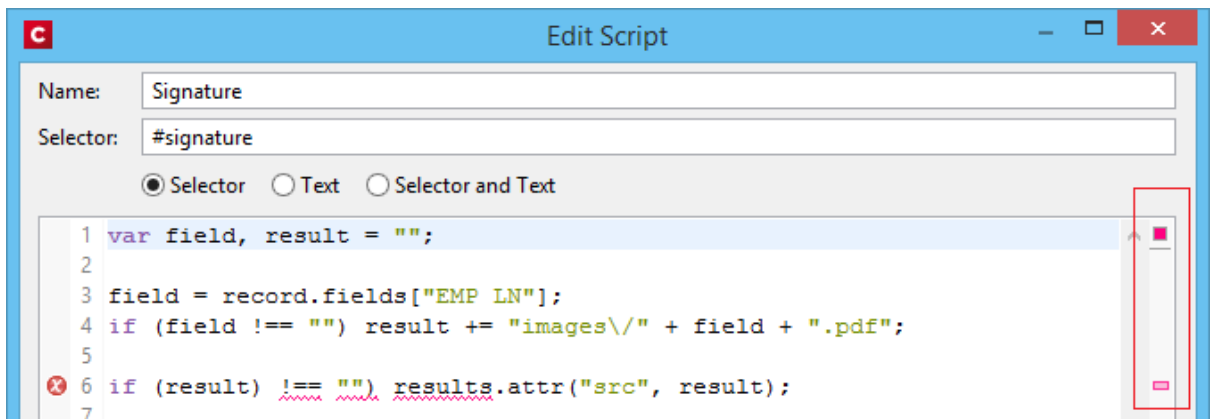 C Edit Script
Name: Signature
Selector: #signature
Selector Text Selector and Text
1 var field, result = "";
2
3 field = record.fields["EMP LN"];
4 if (field !== "") result += "images\/" + field + ".pdf";
5
6 if (result) !== "") results.attr("src", result);
7